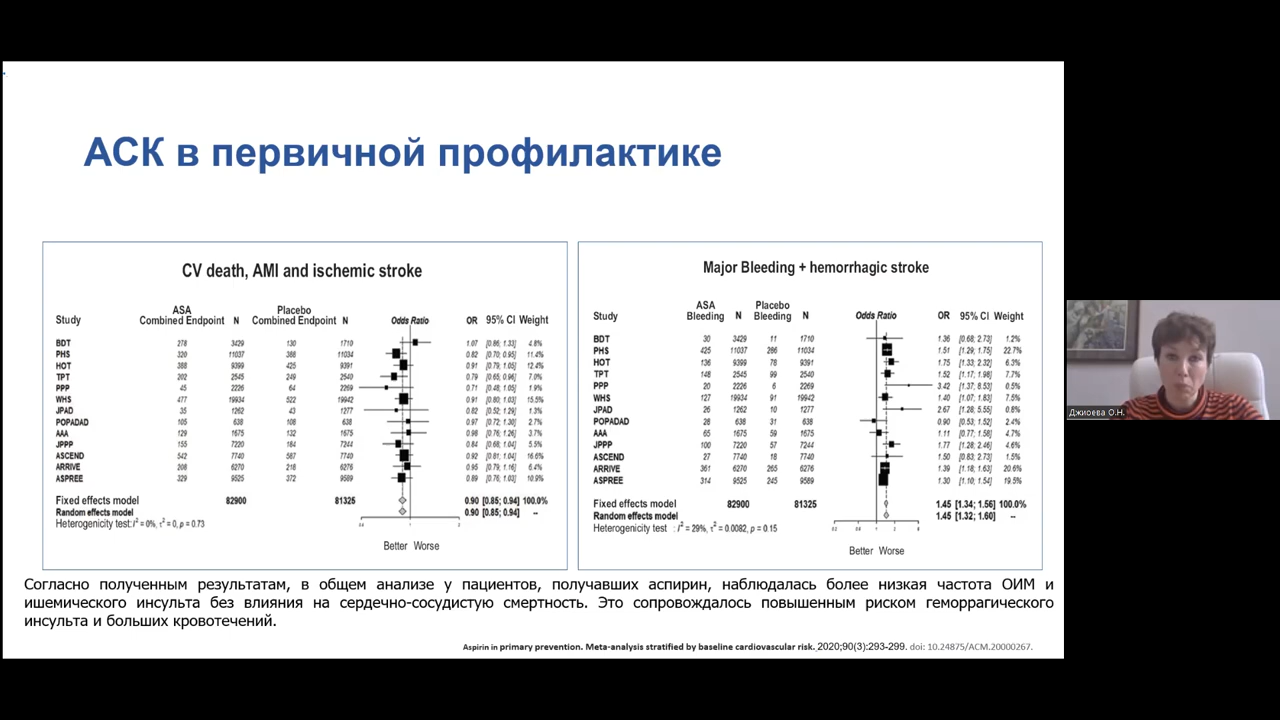 АСК в первичной профилактике
CV death, AMI and ischemic stroke
ASA Placebo
Study Combined Endpoint N Combined Endpoint N Odds Ratio OR 95% CI Weight
BDT 278 3429 130 1710 1.07 [0.86; 1.33] 4.8%
PHS 320 11037 388 11034 0.82 [0.70; 0.95] 11.4%
HOT 388 9399 425 9391 0.91 [0.79; 1.05] 12.4%
TPT 202 2545 249 2540 0.79 [0.65; 0.96] 7.0%
PPP 45 2226 64 2269 0.71 [0.48; 1.05] 1.9%
WHS 477 19934 522 19942 0.91 [0.80; 1.03] 15.5%
JPAD 35 1262 43 1277 0.82 [0.52; 1.29] 1.3%
POPADAD 105 638 108 638 0.97 [0.72; 1.30] 2.7%
AAA 129 1675 132 1675 0.98 [0.76; 1.26] 3.7%
JPPP 155 7220 184 7244 0.84 [0.68; 1.04] 5.5%
ASCEND 542 7740 587 7740 0.92 [0.81; 1.04] 16.6%
ARRIVE 208 6270 218 6276 0.95 [0.79; 1.16] 6.4%
ASPREE 329 9525 372 9589 0.89 [0.76; 1.03] 10.9%
Fixed effects model 82900 81325 0.90 [0.85; 0.94] 100.0%
Random effects model 0.90 [0.85; 0.94] --
Heterogenicity test: I² = 0%, τ² = 0, p = 0.73
Better Worse
Major Bleeding + hemorrhagic stroke
ASA Placebo
Study Bleeding N Bleeding N Odds Ratio OR 95% CI Weight
BDT 30 3429 11 1710 1.36 [0.68; 2.73] 1.2%
PHS 425 11037 286 11034 1.51 [1.29; 1.75] 22.7%
HOT 136 9399 78 9391 1.75 [1.33; 2.32] 6.3%
TPT 148 2545 99 2540 1.52 [1.17; 1.98] 7.7%
PPP 20 2226 6 2269 3.42 [1.37; 8.53] 0.5%
WHS 127 19934 91 19942 1.40 [1.07; 1.83] 7.5%
JPAD 26 1262 10 1277 2.67 [1.28; 5.55] 0.8%
POPADAD 28 638 31 638 0.90 [0.53; 1.52] 2.4%
AAA 65 1675 59 1675 1.11 [0.77; 1.58] 4.7%
JPPP 100 7220 57 7244 1.77 [1.28; 2.46] 4.6%
ASCEND 27 7740 18 7740 1.50 [0.83; 2.73] 1.5%
ARRIVE 361 6270 265 6276 1.39 [1.18; 1.63] 20.6%
ASPREE 314 9525 245 9589 1.30 [1.10; 1.54] 19.5%
Fixed effects model 82900 81325 1.45 [1.34; 1.56] 100.0%
Random effects model 1.45 [1.32; 1.60] --
Heterogenicity test : I² = 29%, τ² = 0.0082, p = 0.15
Better Worse
Согласно полученным результатам, в общем анализе у пациентов, получавших аспирин, наблюдалась более низкая частота ОИМ и
ишемического инсульта без влияния на сердечно-сосудистую смертность. Это сопровождалось повышенным риском геморрагического
инсульта и больших кровотечений.
Aspirin in primary prevention. Meta-analysis stratified by baseline cardiovascular risk. 2020;90(3):293-299. doi: 10.24875/ACM.20000267.
Джиоева О.Н.